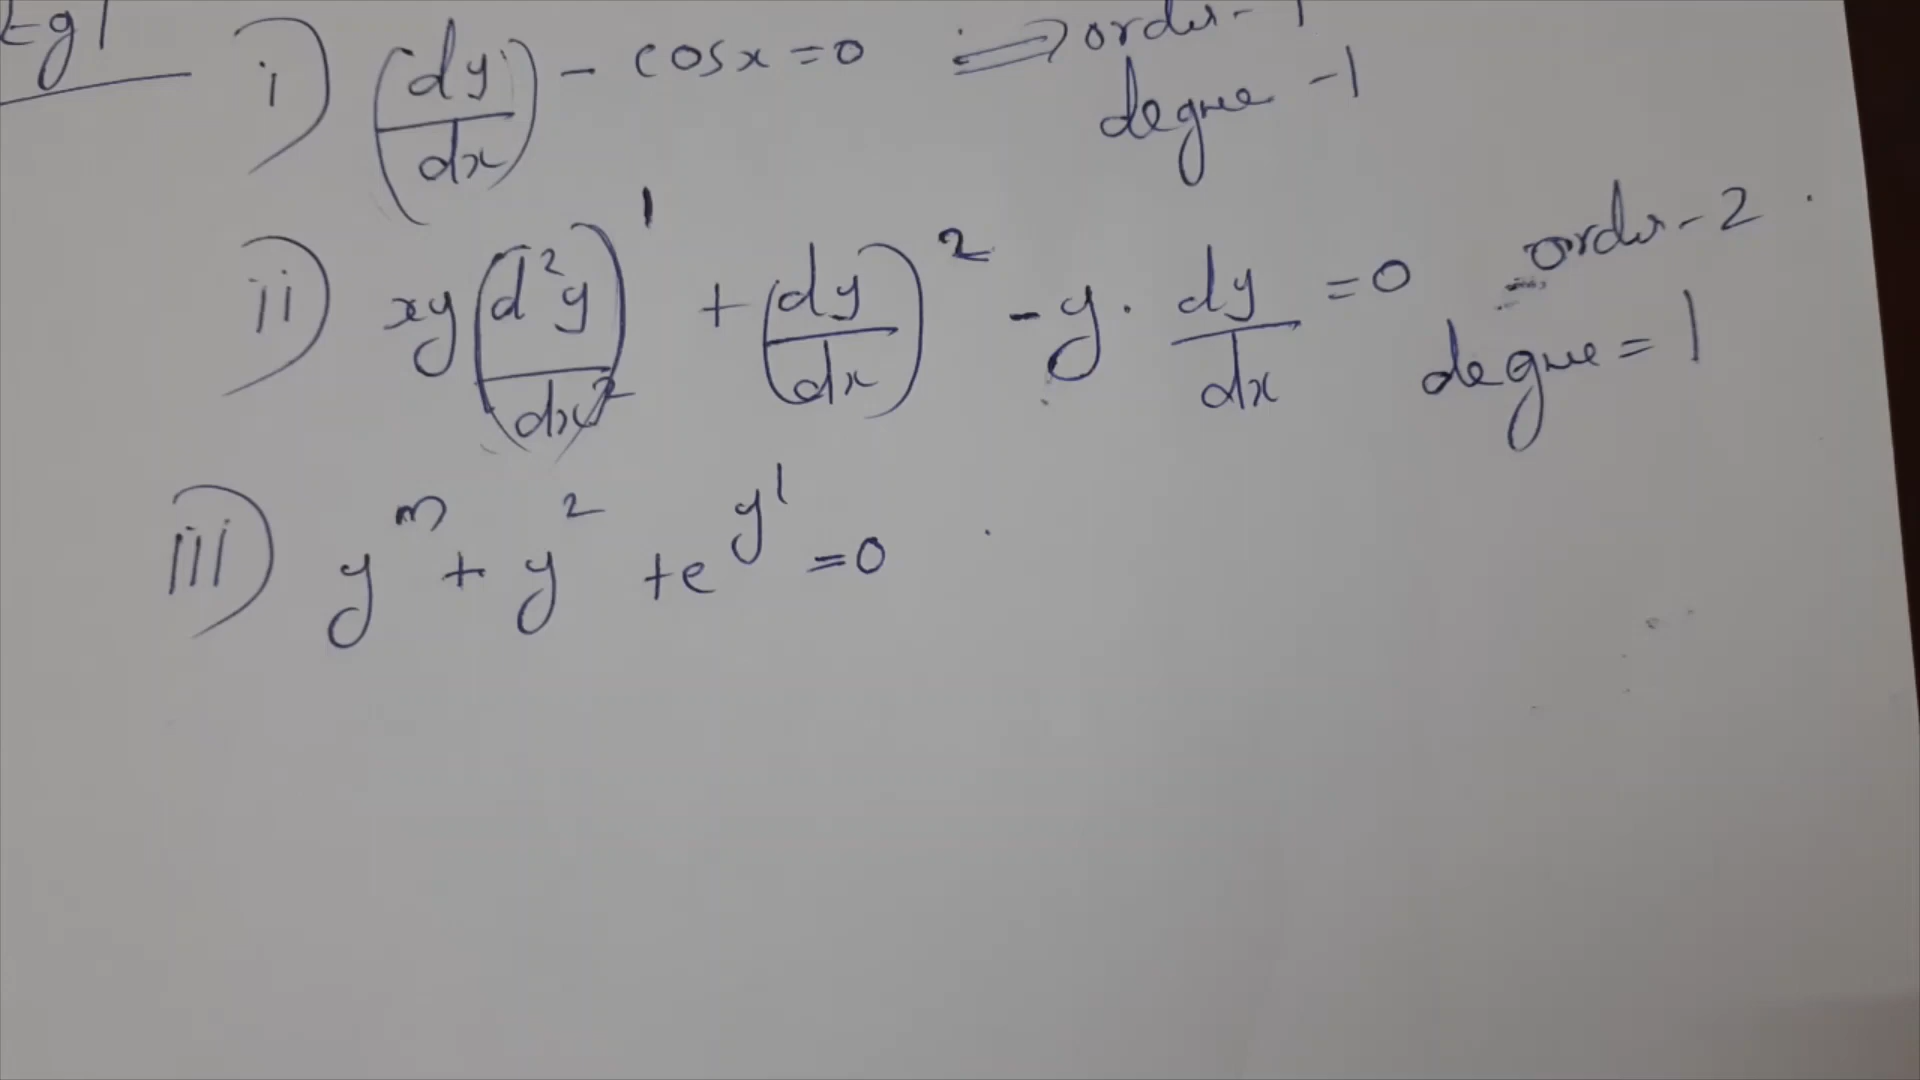 Eg1
i) (dy/dx) - cosx = 0 ⟹ order - 1
degree - 1
ii) xy(d²y/dx²)¹ + (dy/dx)² - y . dy/dx = 0 order - 2
degree = 1
iii) y''' + y² + e^y' = 0